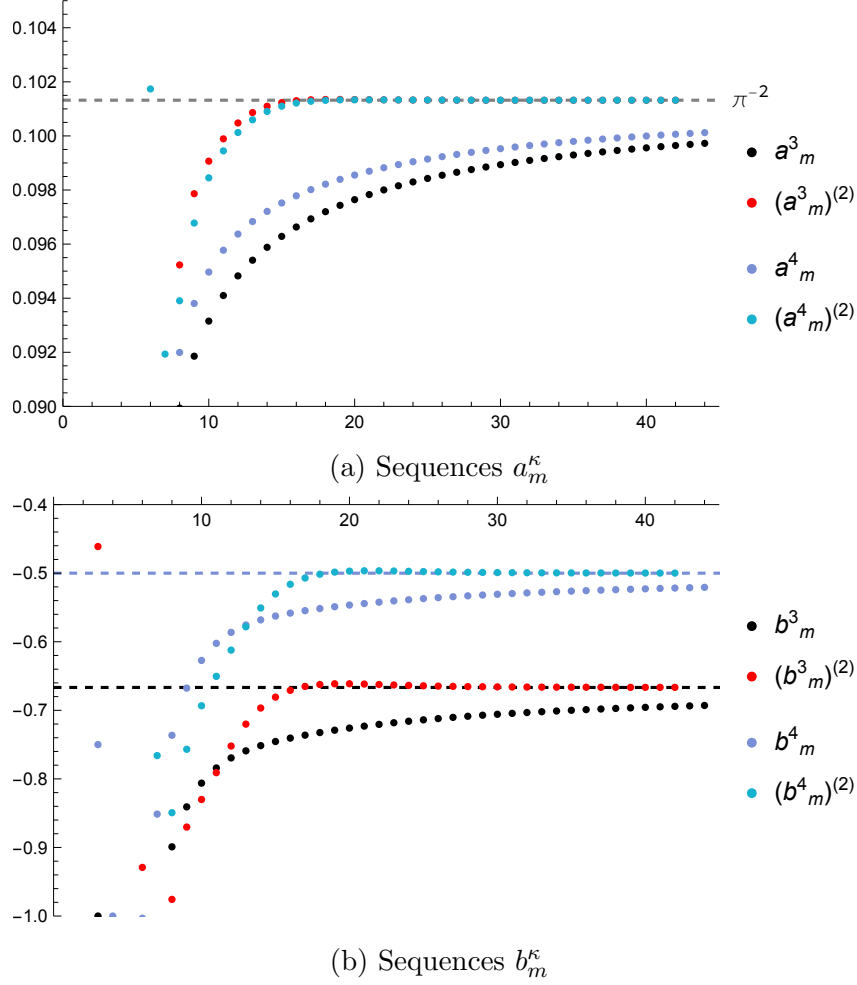 0.104
0.102
0.100
0.098
0.096
0.094
0.092
0.090
0 10 20 30 40
π⁻²
a³ₘ
(a³ₘ)⁽²⁾
a⁴ₘ
(a⁴ₘ)⁽²⁾
(a) Sequences aₘᵏ
-0.4
-0.5
-0.6
-0.7
-0.8
-0.9
-1.0
10 20 30 40
b³ₘ
(b³ₘ)⁽²⁾
b⁴ₘ
(b⁴ₘ)⁽²⁾
(b) Sequences bₘᵏ